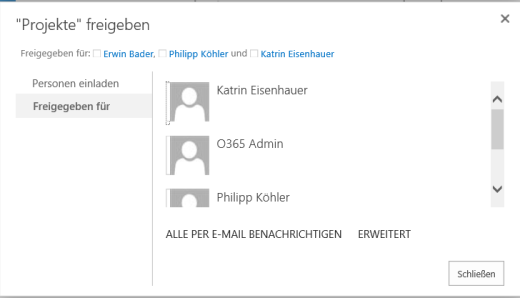 "Projekte" freigeben
Freigegeben für: Erwin Bader, Philipp Köhler und Katrin Eisenhauer
Personen einladen
Freigegeben für
Katrin Eisenhauer
O365 Admin
Philipp Köhler
ALLE PER E-MAIL BENACHRICHTIGEN ERWEITERT
Schließen